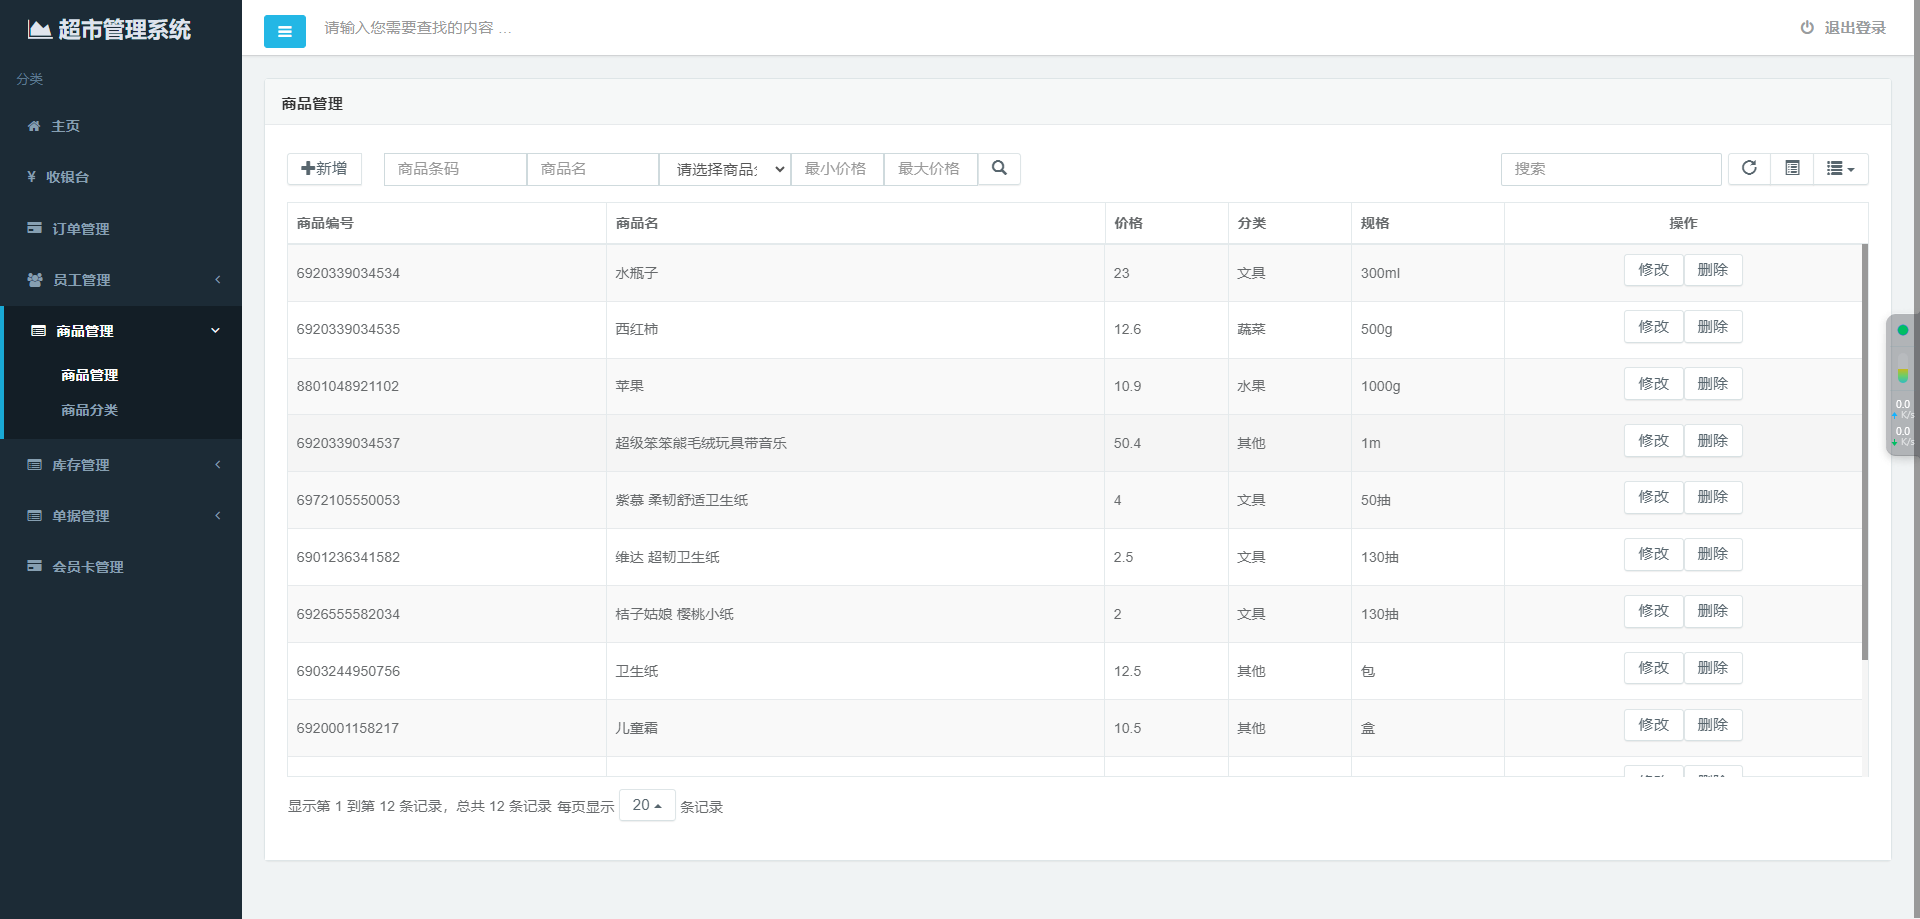 超市管理系统
请输入您需要查找的内容 …
退出登录
分类
主页
¥ 收银台
订单管理
员工管理
商品管理
商品管理
商品分类
库存管理
单据管理
会员卡管理
商品管理
新增 商品条码 商品名 请选择商品 最小价格 最大价格 搜索
商品编号 商品名 价格 分类 规格 操作
6920339034534 水瓶子 23 文具 300ml 修改 删除
6920339034535 西红柿 12.6 蔬菜 500g 修改 删除
8801048921102 苹果 10.9 水果 1000g 修改 删除
6920339034537 超级笨笨熊毛绒玩具带音乐 50.4 其他 1m 修改 删除
6972105550053 紫慕 柔韧舒适卫生纸 4 文具 50抽 修改 删除
6901236341582 维达 超韧卫生纸 2.5 文具 130抽 修改 删除
6926555582034 桔子姑娘 樱桃小纸 2 文具 130抽 修改 删除
6903244950756 卫生纸 12.5 其他 包 修改 删除
6920001158217 儿童霜 10.5 其他 盒 修改 删除
显示第 1 到第 12 条记录，总共 12 条记录 每页显示 20 条记录
0.0
K/s
0.0
K/s